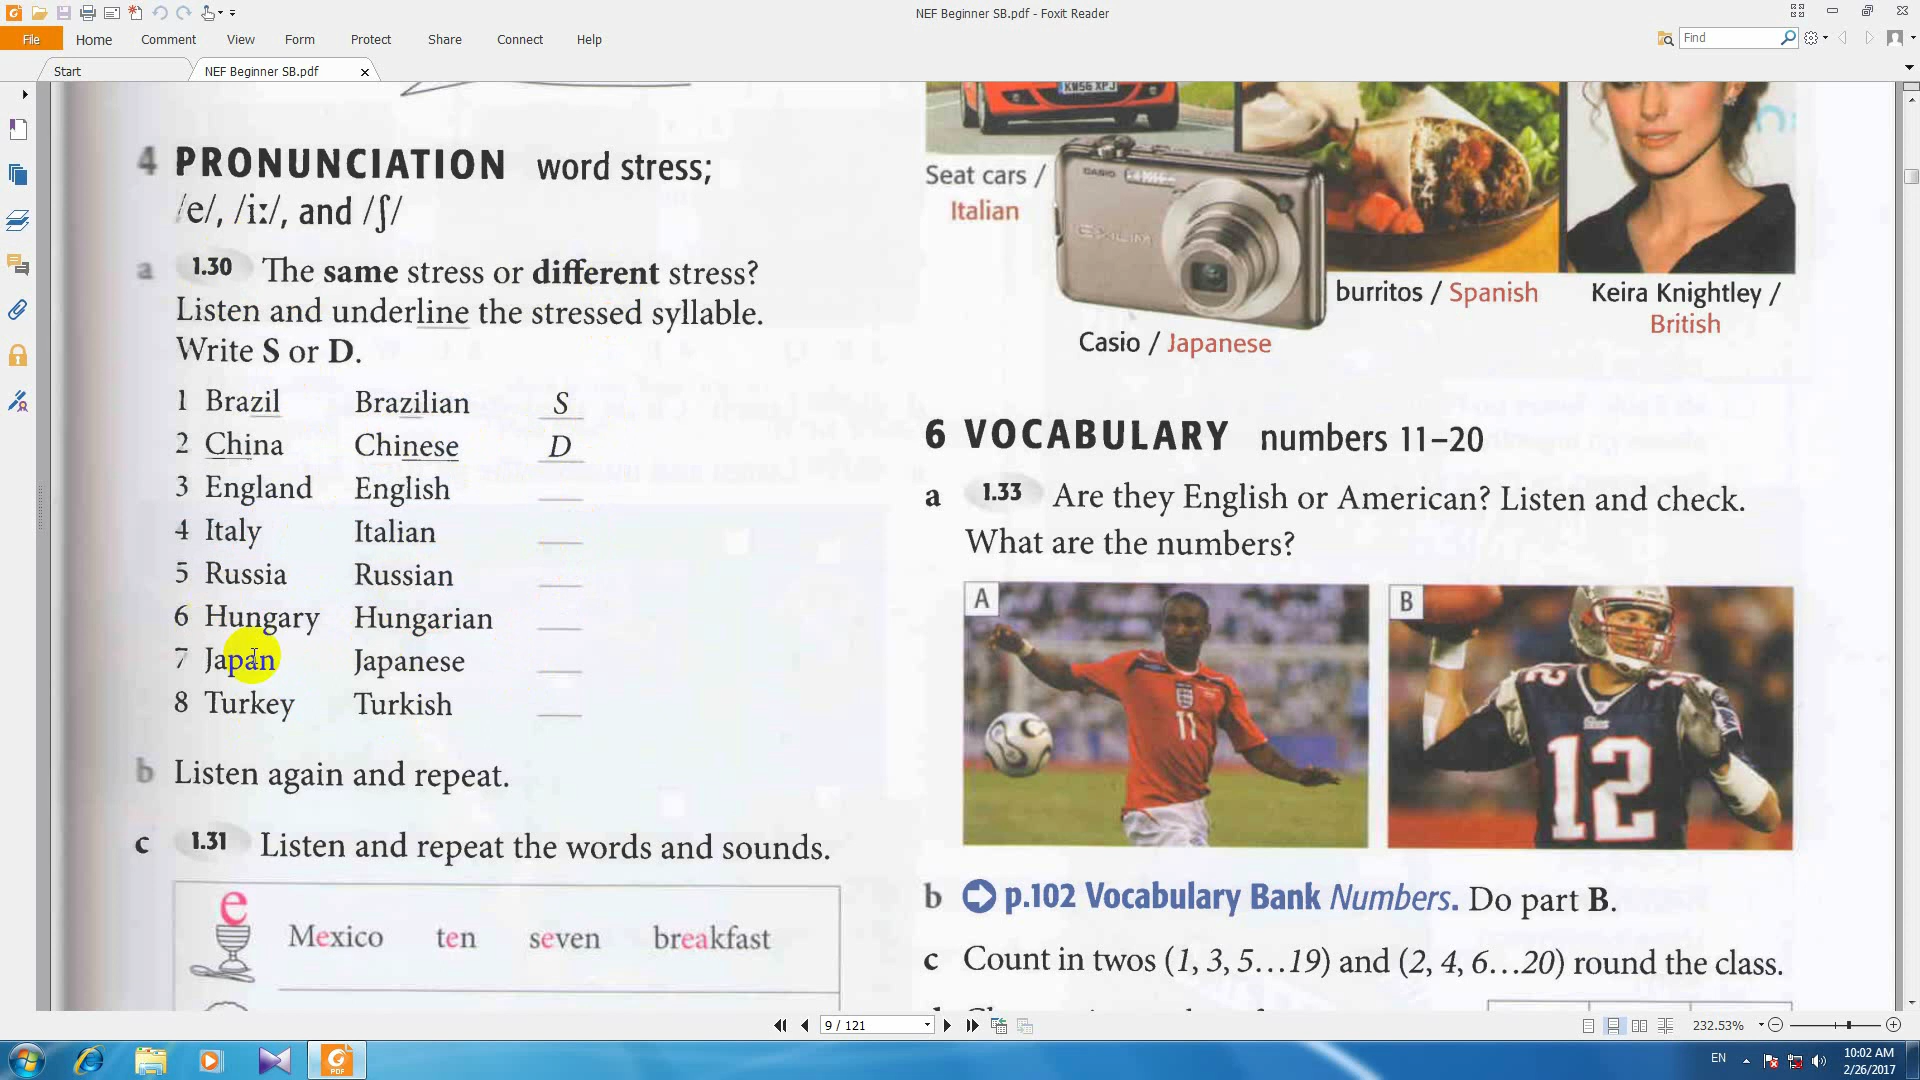 NEF Beginner SB.pdf - Foxit Reader
File Home Comment View Form Protect Share Connect Help
Find
Start NEF Beginner SB.pdf
4 PRONUNCIATION word stress;
/e/, /iː/, and /ʃ/
a 1.30 The same stress or different stress?
Listen and underline the stressed syllable.
Write S or D.
1 Brazil Brazilian S
2 China Chinese D
3 England English
4 Italy Italian
5 Russia Russian
6 Hungary Hungarian
7 Japan Japanese
8 Turkey Turkish
b Listen again and repeat.
c 1.31 Listen and repeat the words and sounds.
e
Mexico ten seven breakfast
KM56 XPJ
Seat cars /
Italian
CASIO
EXILIM
Casio / Japanese
burritos / Spanish
Keira Knightley /
British
6 VOCABULARY numbers 11–20
a 1.33 Are they English or American? Listen and check.
What are the numbers?
A
11
B
12
12
b p.102 Vocabulary Bank Numbers. Do part B.
c Count in twos (1, 3, 5…19) and (2, 4, 6…20) round the class.
9 / 121
232.53%
PDF
EN
10:02 AM
2/26/2017